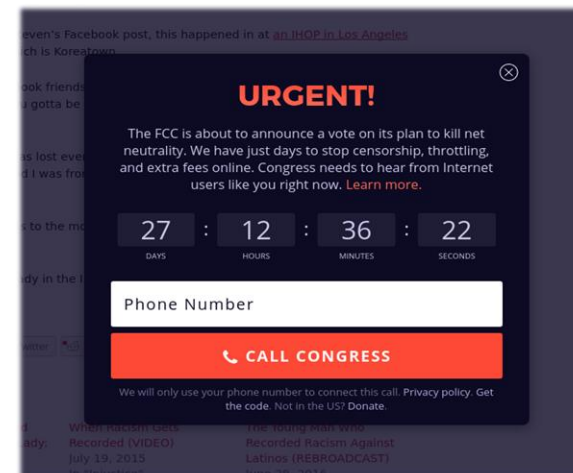 even's Facebook post, this happened in at an IHOP in Los Angeles
ch is Koreatown
ook friends
u gotta be
URGENT!
The FCC is about to announce a vote on its plan to kill net
neutrality. We have just days to stop censorship, throttling,
and extra fees online. Congress needs to hear from Internet
users like you right now. Learn more.
as lost eve
d I was fro
s to the mo
27 : 12 : 36 : 22
DAYS HOURS MINUTES SECONDS
dy in the
Phone Number
CALL CONGRESS
We will only use your phone number to connect this call. Privacy policy. Get
the code. Not in the US? Donate.
When Racism Gets
Recorded (VIDEO)
July 19, 2015
The Young Man Who
Recorded Racism Against
Latinos (REBROADCAST)